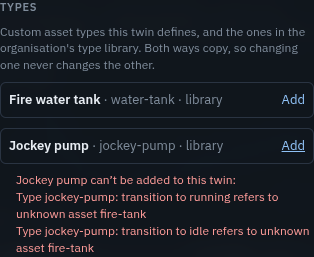 TYPES
Custom asset types this twin defines, and the ones in the
organisation's type library. Both ways copy, so changing
one never changes the other.
Fire water tank · water-tank · library Add
Jockey pump · jockey-pump · library Add
Jockey pump can't be added to this twin:
Type jockey-pump: transition to running refers to
unknown asset fire-tank
Type jockey-pump: transition to idle refers to unknown
asset fire-tank